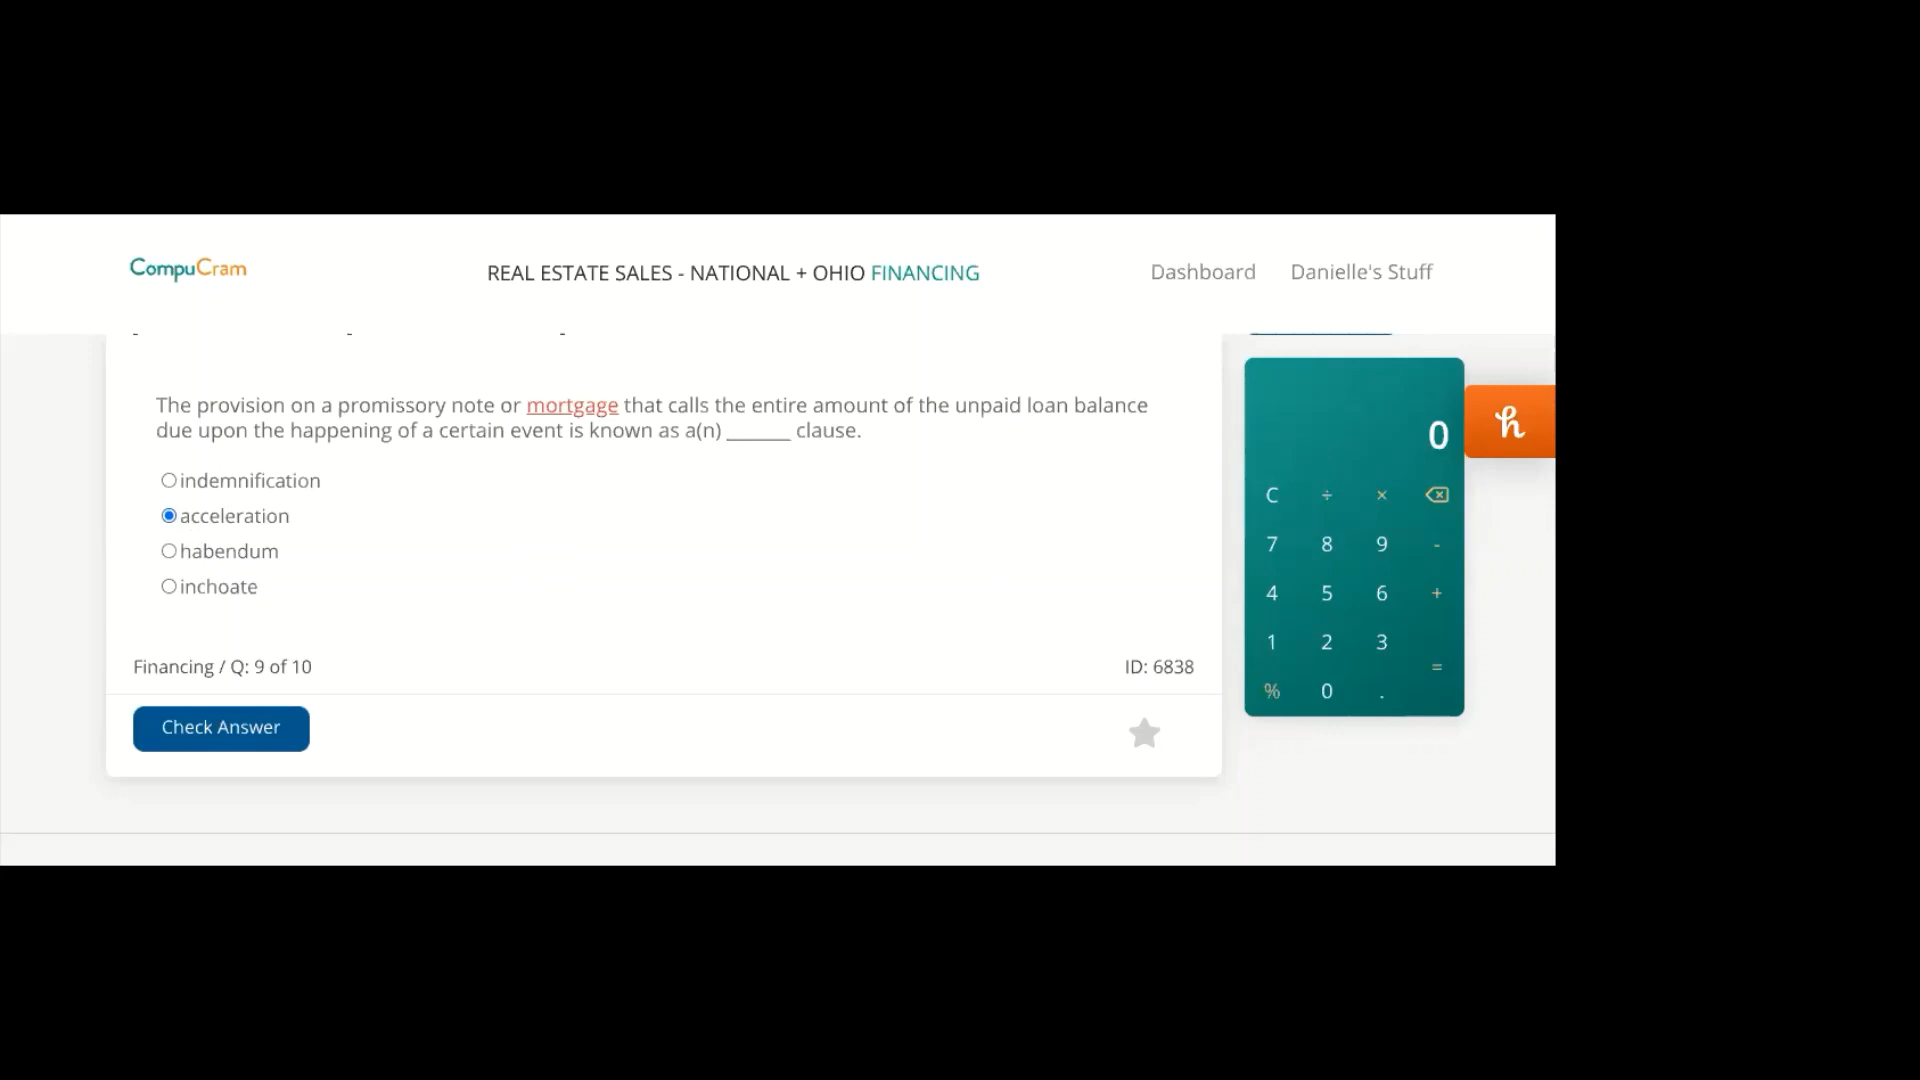 CompuCram
REAL ESTATE SALES - NATIONAL + OHIO FINANCING
Dashboard
Danielle's Stuff
The provision on a promissory note or mortgage that calls the entire amount of the unpaid loan balance
due upon the happening of a certain event is known as a(n) ______ clause.
indemnification
acceleration
habendum
inchoate
Financing / Q: 9 of 10
ID: 6838
Check Answer
0
C ÷ ×
7 8 9 -
4 5 6 +
1 2 3
=
% 0 .
h